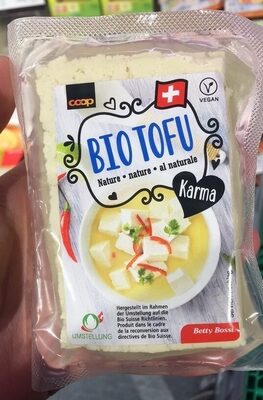 coop
VEGAN
BIO TOFU
Nature • nature • al naturale
Karma
Hergestellt im Rahmen
der Umstellung auf die
Bio Suisse Richtlinien.
Produit dans le cadre
de la reconversion aux
directives de Bio Suisse.
UMSTELLUNG
Betty Bossi